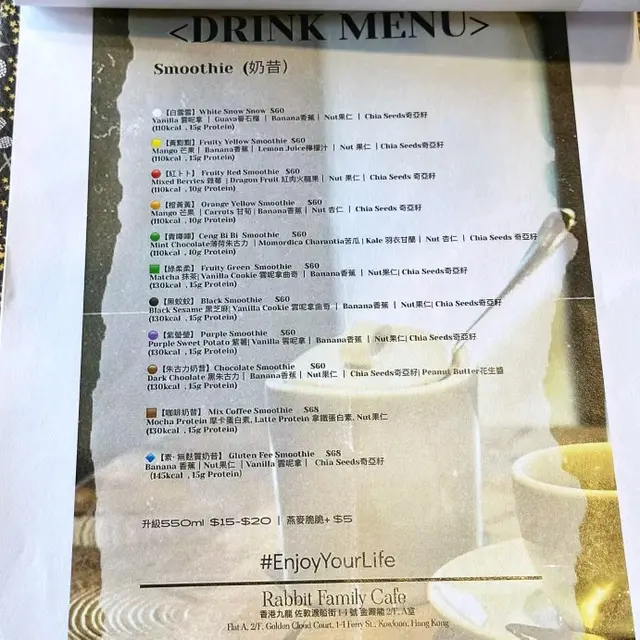 <DRINK MENU>
Smoothie (奶昔)
【白雪雪】White Snow Snow $60
Vanilla 雲呢拿 | Guava番石榴 | Banana香蕉 | Nut果仁 | Chia Seeds奇亞籽
(110kcal , 15g Protein)
【黃黚黚】Fruity Yellow Smoothie $60
Mango 芒果 | Banana香蕉 | Lemon Juice檸檬汁 | Nut 果仁 | Chia Seeds奇亞籽
(110kcal , 15g Protein)
【紅卜卜】Fruity Red Smoothie $60
Mixed Berries 雜莓 |Dragon Fruit 紅肉火龍果| Nut 果仁 | Chia Seeds 奇亞籽
(110kcal , 10g Protein)
【橙黃黃】Orange Yellow Smoothie $60
Mango 芒果 | Carrots 甘荀|Banana香蕉 | Nut 杏仁 | Chia Seeds 奇亞籽
(110kcal , 10g Protein)
Ceng Bi Bi Smoothie $60
Mint Chocolate薄荷朱古力 | Momordica Charantia苦瓜| Kale 羽衣甘蘭 | Nut 杏仁 | Chia Seeds 奇亞籽
(110kcal , 10g Protein)
【綠柔柔】Fruity Green Smoothie $60
Matcha 抹茶| Vanilla Cookie 雲呢拿曲奇 | Banana香蕉 | Nut果仁| Chia Seeds奇亞籽
(130kcal , 15g Protein)
【黑蚊蚊】Black Smoothie $60
Black Sesame 黑芝麻| Vanilla Cookie 雲呢拿曲奇 | Banana香蕉 | Nut果仁| Chia Seeds奇亞籽
(130kcal , 15g Protein)
【紫螢螢】Purple Smoothie $60
Purple Sweet Potato 紫薯| Vanilla 雲呢拿 | Banana香蕉 | Nut果仁| Chia Seeds奇亞籽
(130kcal , 15g Protein)
【朱古力奶昔】Chocolate Smoothie $60
Dark Choolate 黑朱古力 | Banana香蕉 | Nut果仁 | Chia Seeds奇亞籽| Peanut Butter花生醬
(130kcal , 15g Protein)
【咖啡奶昔】Mix Coffee Smoothie $68
Mocha Protein 摩卡蛋白素, Latte Protein 拿鐵蛋白素, Nut果仁
(130kcal , 15g Protein)
【素· 無麩質奶昔】Gluten Fee Smoothie $68
Banana 香蕉 | Nut果仁 | Vanilla 雲呢拿 | Chia Seeds奇亞籽
(145kcal , 15g Protein)
升級550ml $15-$20 | 燕麥脆脆+ $5
#EnjoyYourLife
Rabbit Family Cafe
香港九龍 佐敦渡船街 1-1 號 金雲龍 2/F, A室
Flat A, 2/F, Golden Cloud Court, 1-1 Ferry St., Kowloon, Hong Kong